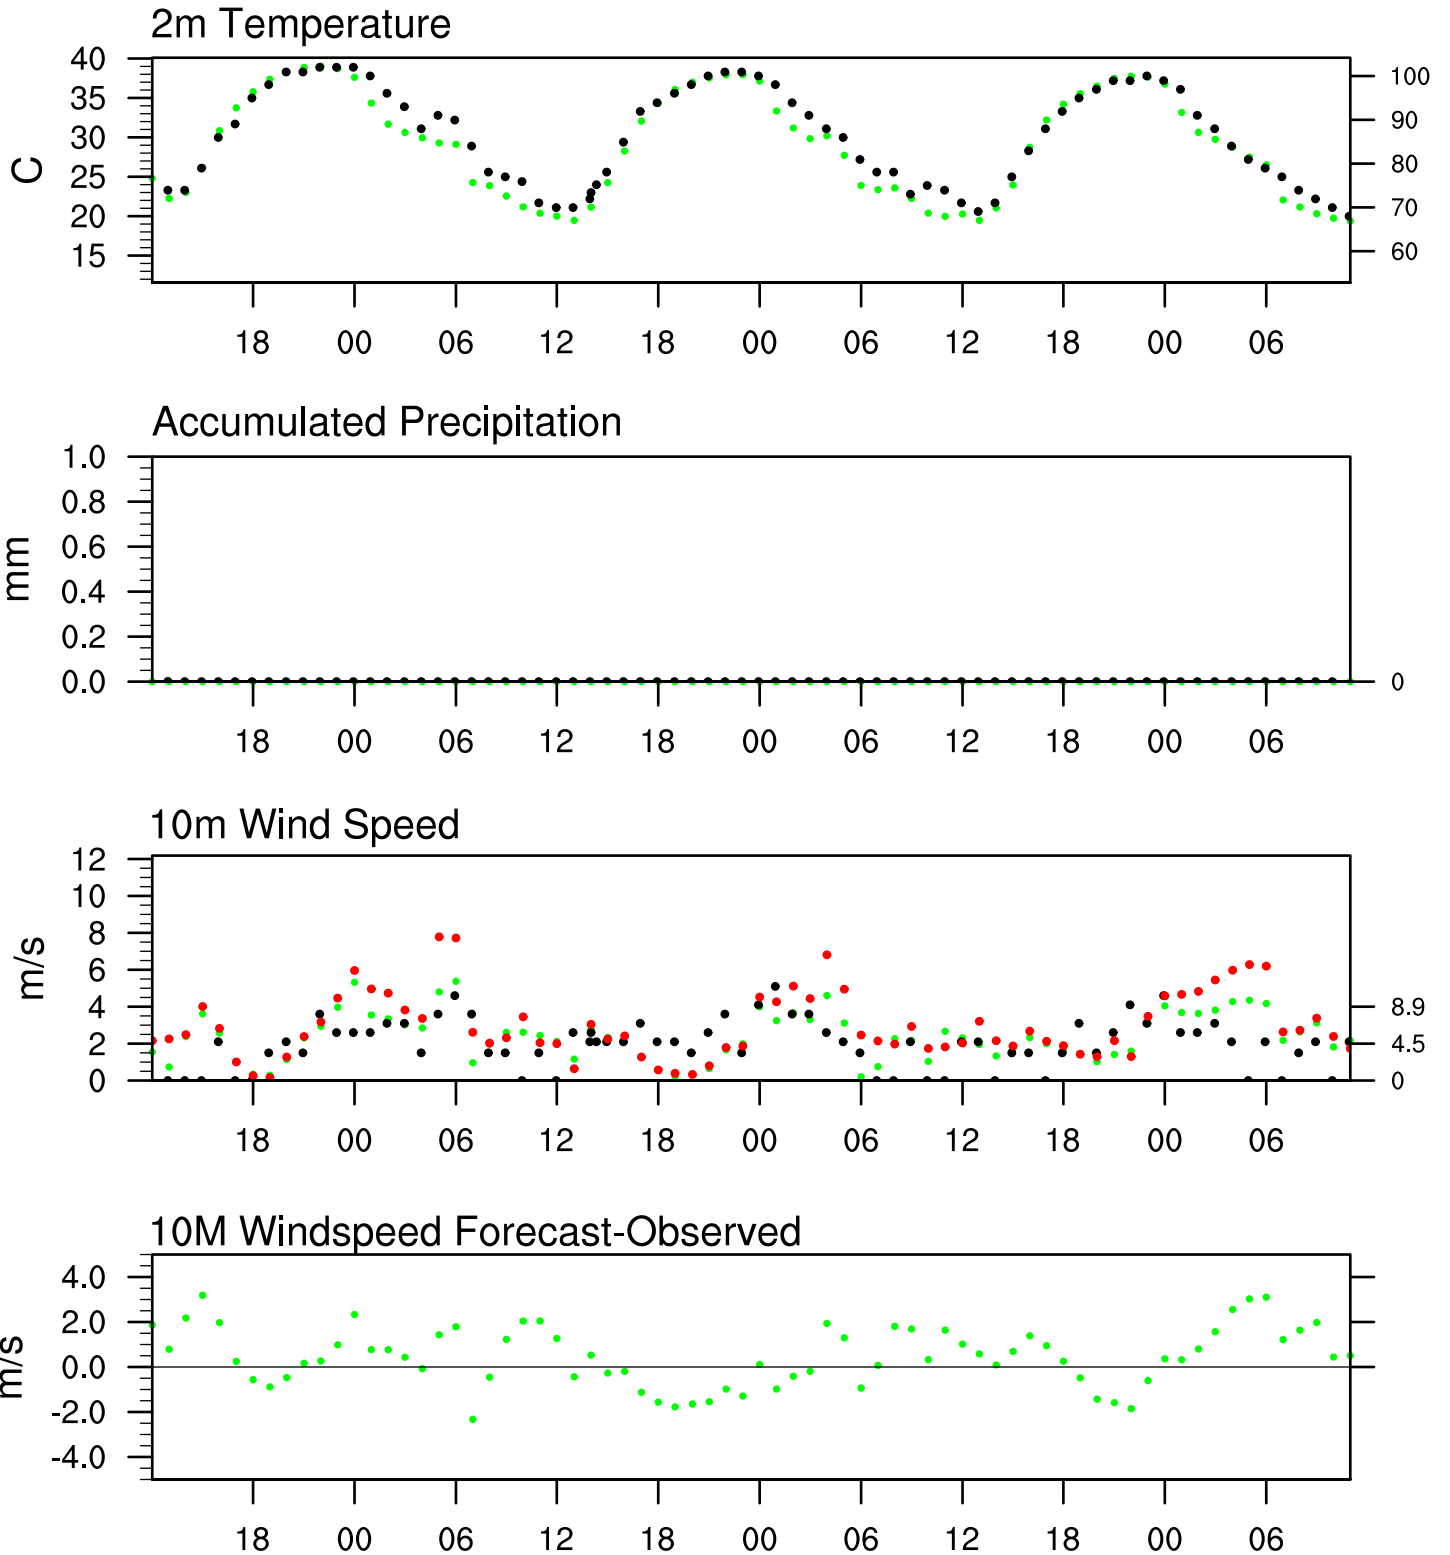 2m Temperature
40
35
30
25
20
15
C
100
90
80
70
60
18 00 06 12 18 00 06 12 18 00 06
Accumulated Precipitation
1.0
0.8
0.6
0.4
0.2
0.0
mm
0
18 00 06 12 18 00 06 12 18 00 06
10m Wind Speed
12
10
8
6
4
2
0
m/s
8.9
4.5
0
18 00 06 12 18 00 06 12 18 00 06
10M Windspeed Forecast-Observed
4.0
2.0
0.0
-2.0
-4.0
m/s
18 00 06 12 18 00 06 12 18 00 06